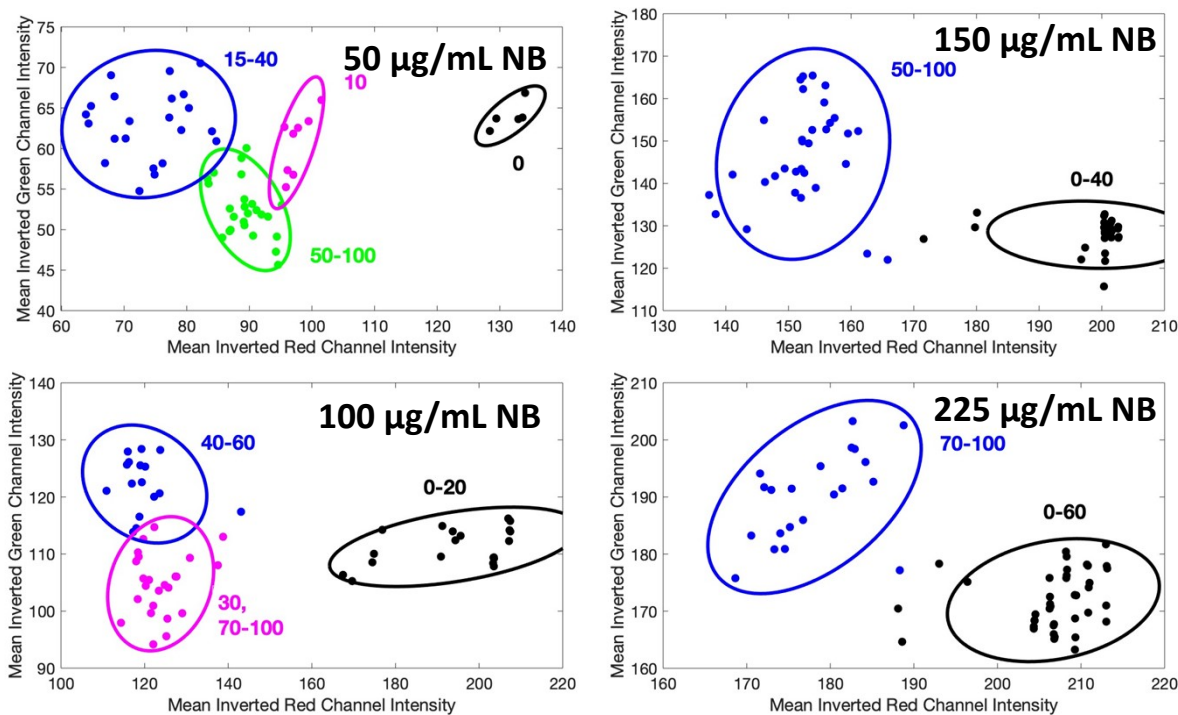 50 µg/mL NB
15-40
10
0
50-100
75
70
65
60
55
50
45
40
60 70 80 90 100 110 120 130 140
Mean Inverted Green Channel Intensity
Mean Inverted Red Channel Intensity
150 µg/mL NB
50-100
0-40
180
170
160
150
140
130
120
110
130 140 150 160 170 180 190 200 210
Mean Inverted Green Channel Intensity
Mean Inverted Red Channel Intensity
100 µg/mL NB
40-60
0-20
30,
70-100
140
130
120
110
100
90
100 120 140 160 180 200 220
Mean Inverted Green Channel Intensity
Mean Inverted Red Channel Intensity
225 µg/mL NB
70-100
0-60
210
200
190
180
170
160
160 170 180 190 200 210 220
Mean Inverted Green Channel Intensity
Mean Inverted Red Channel Intensity